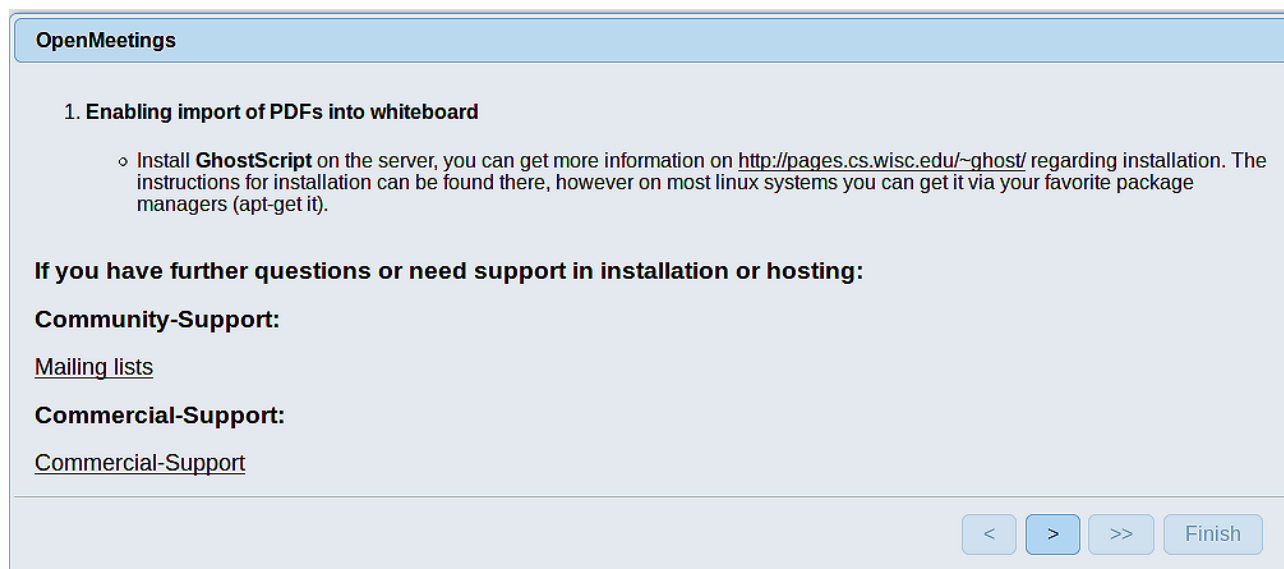 OpenMeetings
1. Enabling import of PDFs into whiteboard
Install GhostScript on the server, you can get more information on http://pages.cs.wisc.edu/~ghost/ regarding installation. The
instructions for installation can be found there, however on most linux systems you can get it via your favorite package
managers (apt-get it).
If you have further questions or need support in installation or hosting:
Community-Support:
Mailing lists
Commercial-Support:
Commercial-Support
< > >> Finish